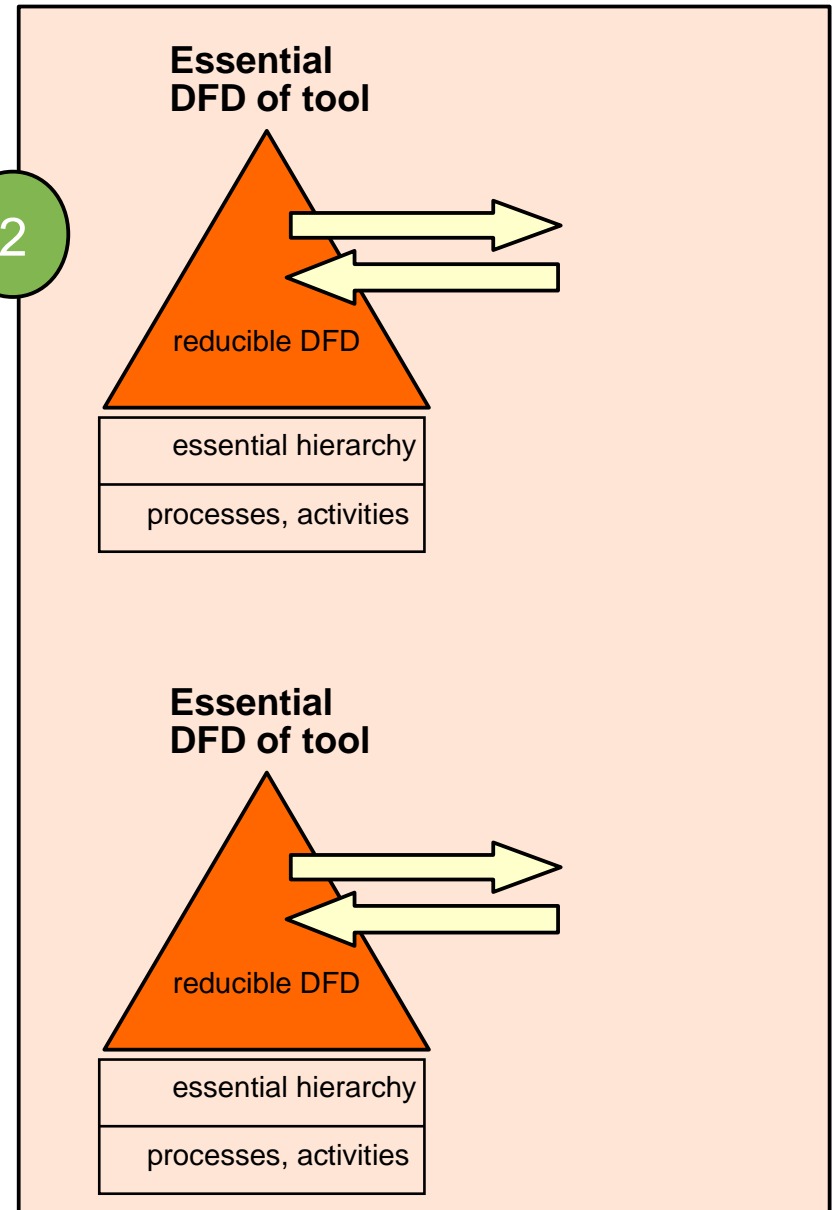 Essential
DFD of tool
2
reducible DFD
essential hierarchy
processes, activities
Essential
DFD of tool
reducible DFD
essential hierarchy
processes, activities